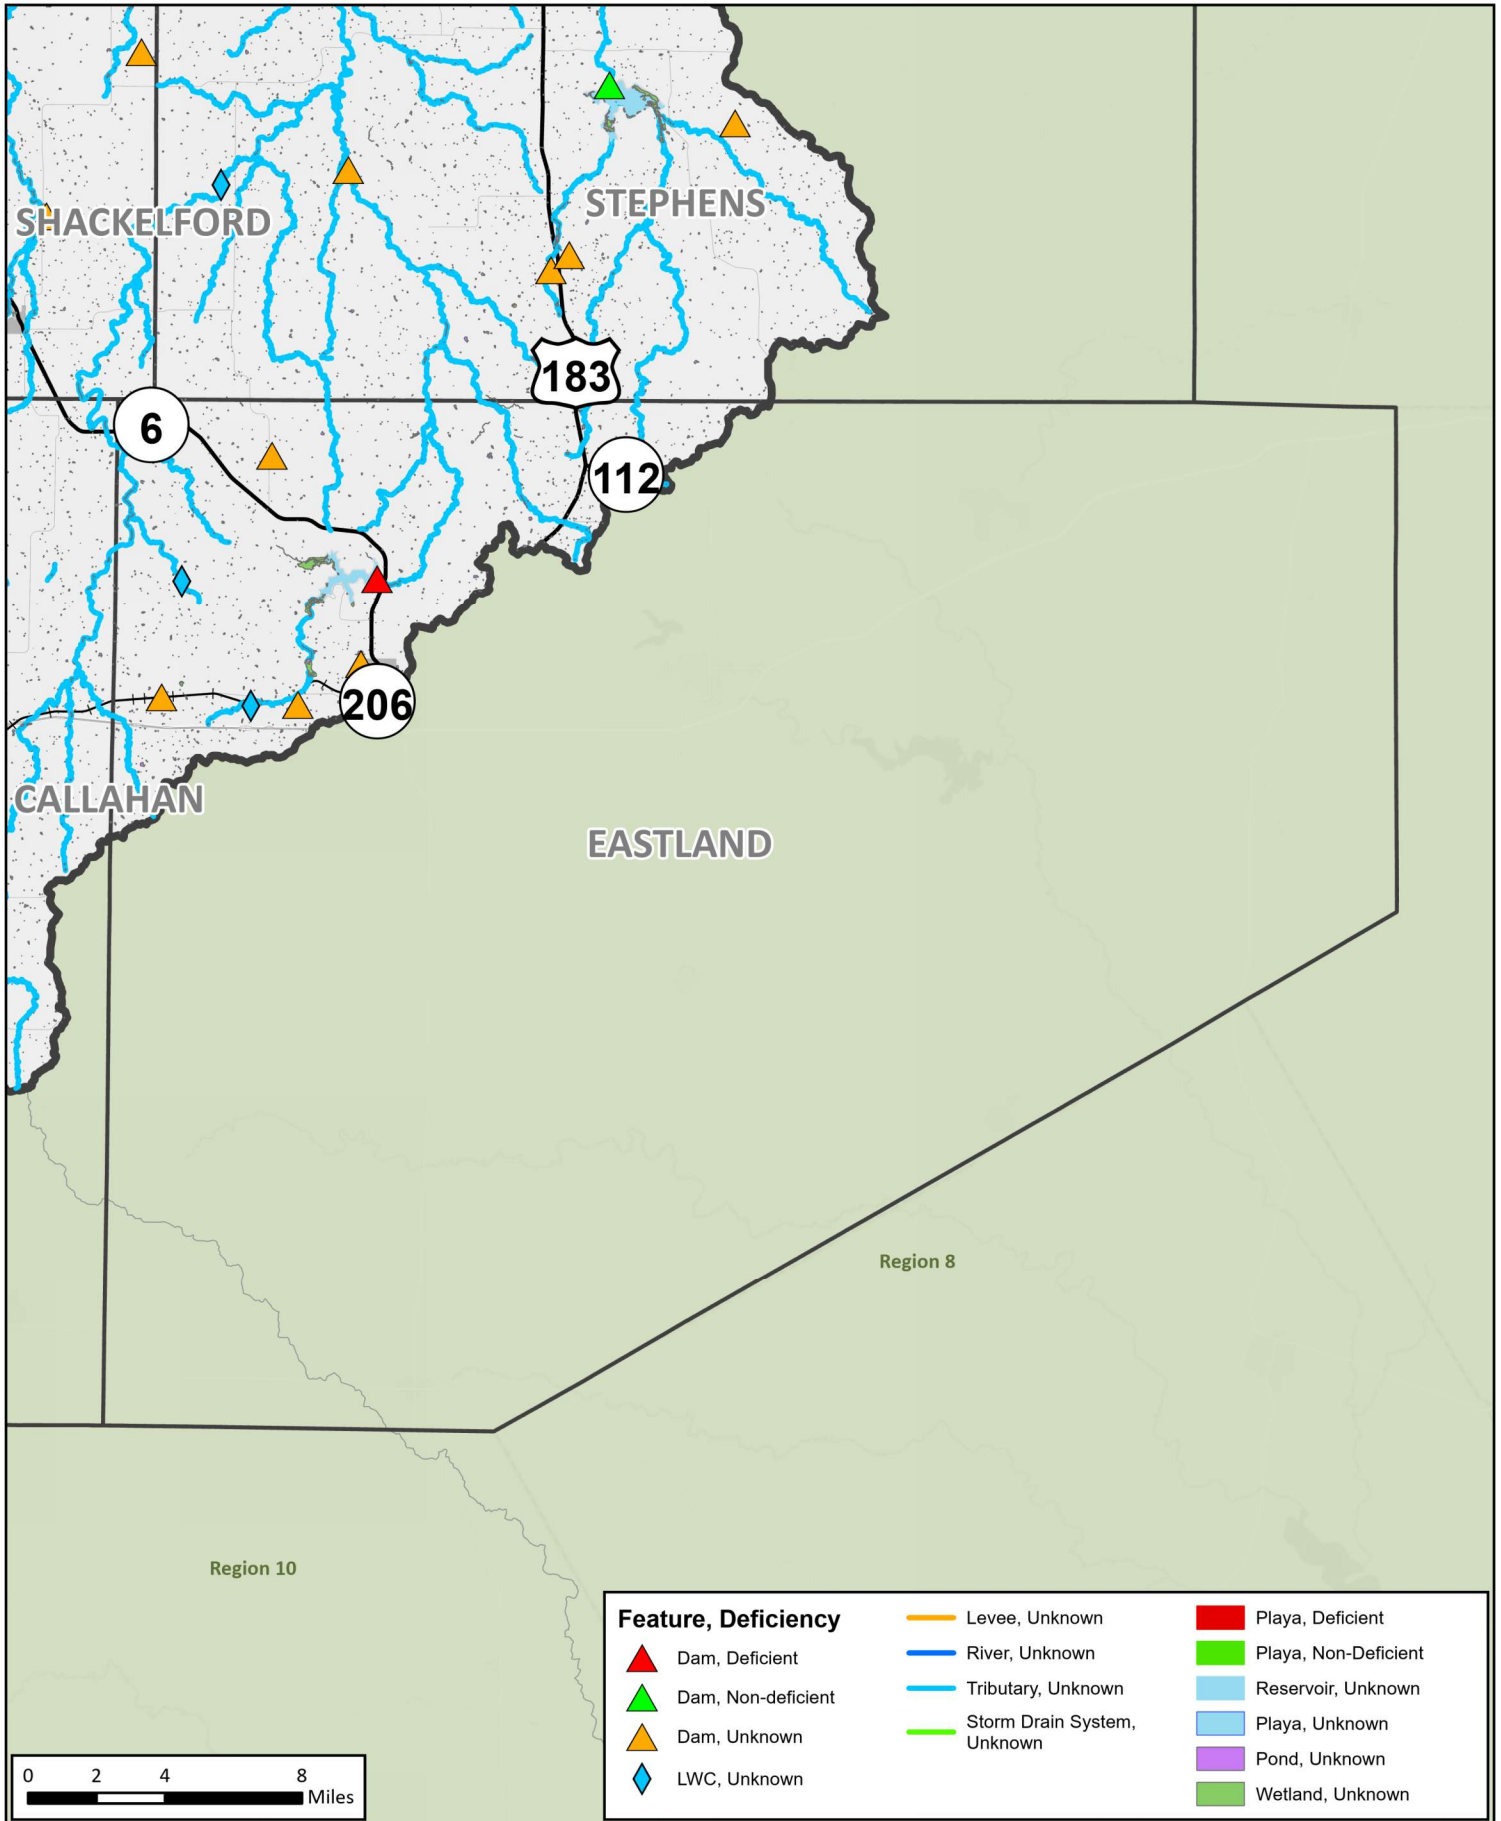 STEPHENS
SHACKELFORD
183
6
112
206
CALLAHAN
EASTLAND
Region 8
Region 10
Feature, Deficiency
Dam, Deficient
Dam, Non-deficient
Dam, Unknown
LWC, Unknown
Levee, Unknown
River, Unknown
Tributary, Unknown
Storm Drain System,
Unknown
Playa, Deficient
Playa, Non-Deficient
Reservoir, Unknown
Playa, Unknown
Pond, Unknown
Wetland, Unknown
0 2 4 8
Miles